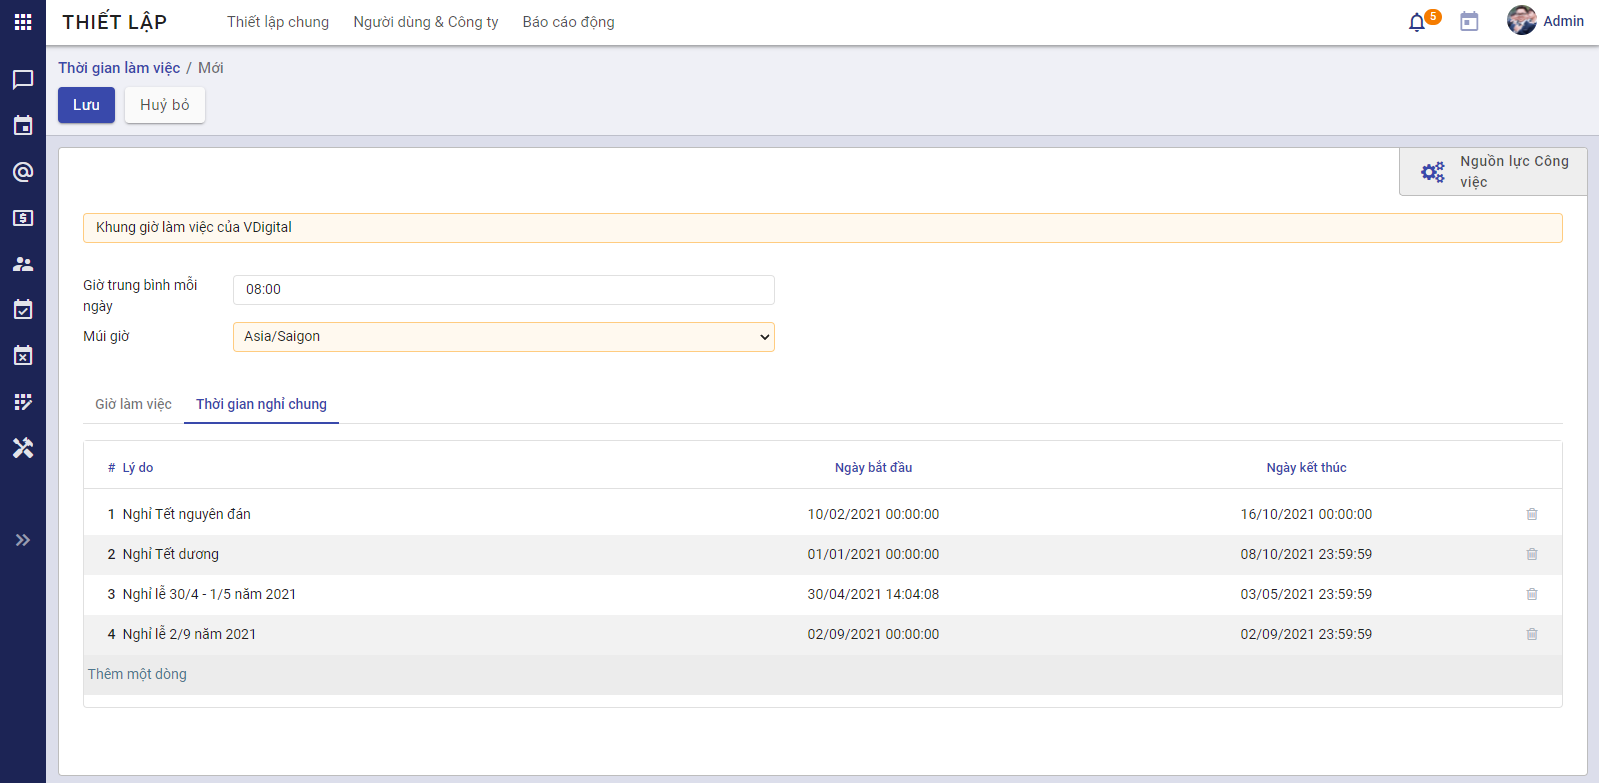 THIẾT LẬP Thiết lập chung Người dùng & Công ty Báo cáo động 5 Admin
Thời gian làm việc / Mới
Lưu Huỷ bỏ
Nguồn lực Công
việc
Khung giờ làm việc của VDigital
Giờ trung bình mỗi
ngày
08:00
Múi giờ Asia/Saigon
Giờ làm việc Thời gian nghỉ chung
# Lý do Ngày bắt đầu Ngày kết thúc
1 Nghỉ Tết nguyên đán 10/02/2021 00:00:00 16/10/2021 00:00:00
2 Nghỉ Tết dương 01/01/2021 00:00:00 08/10/2021 23:59:59
3 Nghỉ lễ 30/4 - 1/5 năm 2021 30/04/2021 14:04:08 03/05/2021 23:59:59
4 Nghỉ lễ 2/9 năm 2021 02/09/2021 00:00:00 02/09/2021 23:59:59
Thêm một dòng